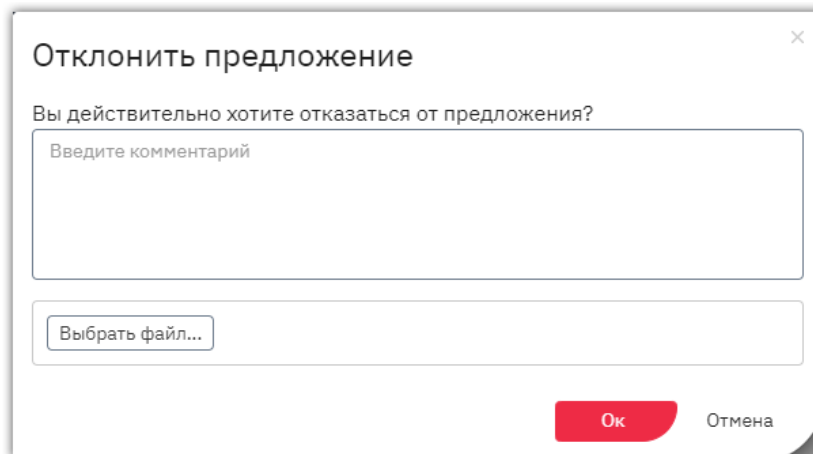 Отклонить предложение
Вы действительно хотите отказаться от предложения?
Введите комментарий
Выбрать файл...
Ок
Отмена